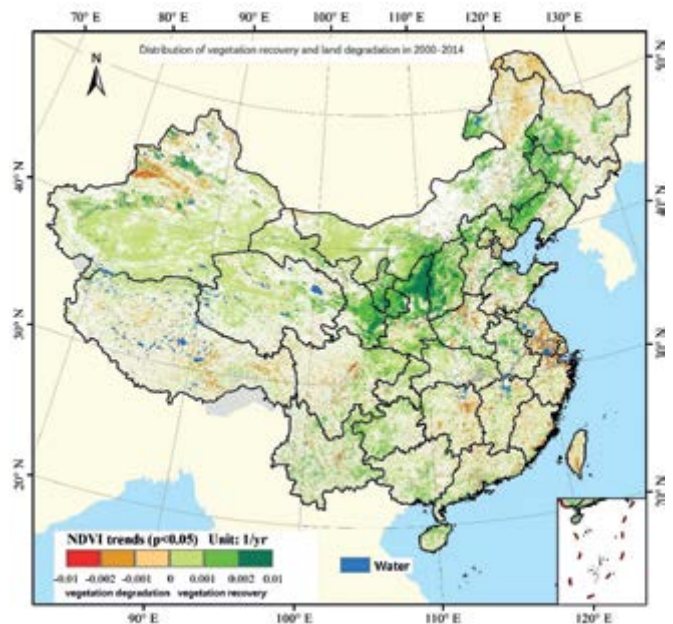 70° E 80° E 90° E 100° E 110° E 120° E 130° E
Distribution of vegetation recovery and land degradation in 2000-2014
N
50° N
40° N
40° N
30° N
30° N
20° N
20° N
NDVI trends (p<0.05) Unit: 1/yr
-0.01 -0.002 -0.001 0 0.001 0.002 0.01
vegetation degradation vegetation recovery
Water
90° E 100° E 110° E 120° E